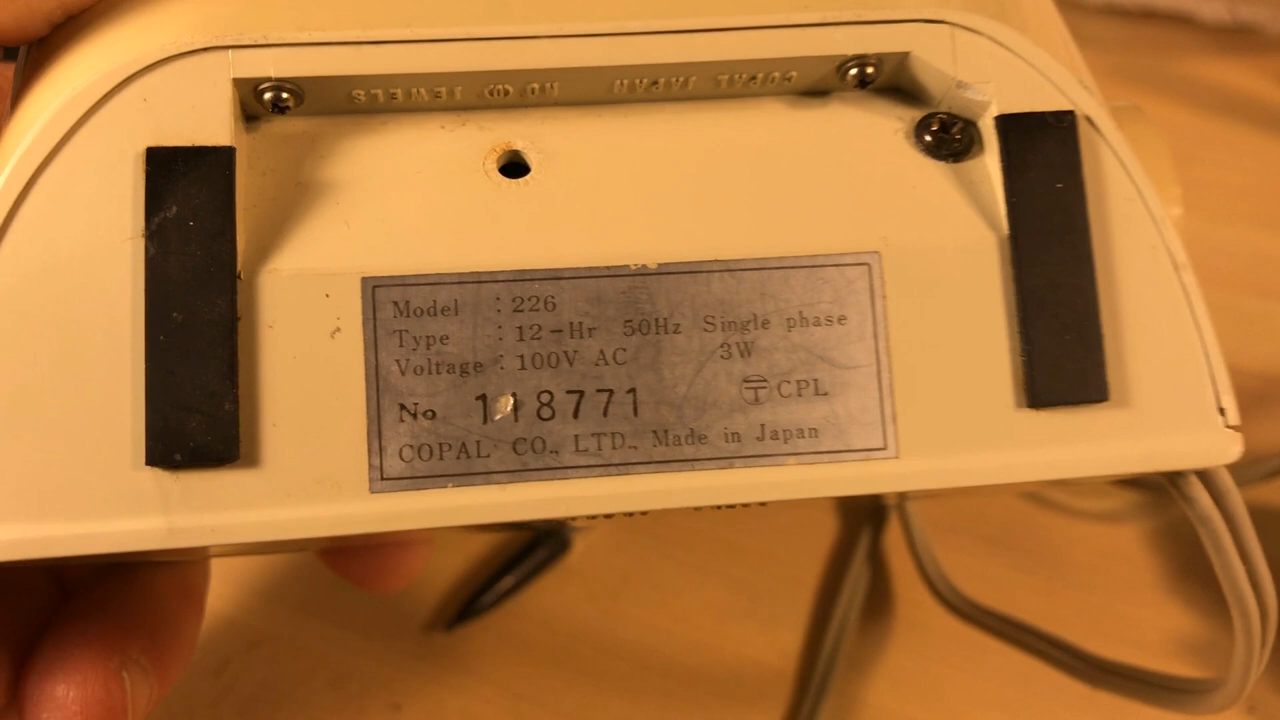 COPAL JAPAN NO (0) JEWELS
Model : 226
Type : 12-Hr 50Hz Single phase
Voltage : 100V AC 3W
No 118771 CPL
COPAL CO., LTD., Made in Japan